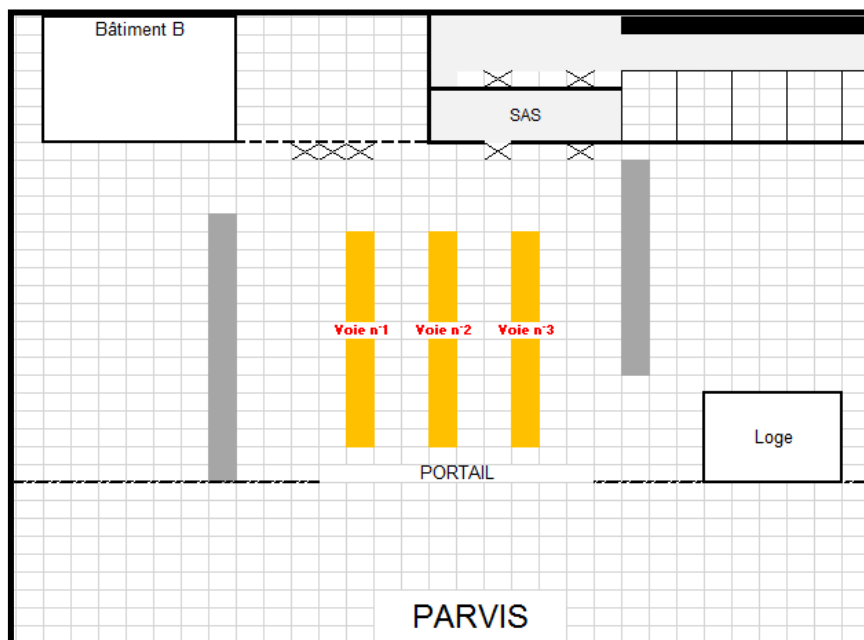 Bâtiment B
SAS
Voie n°1 Voie n°2 Voie n°3
Loge
PORTAIL
PARVIS